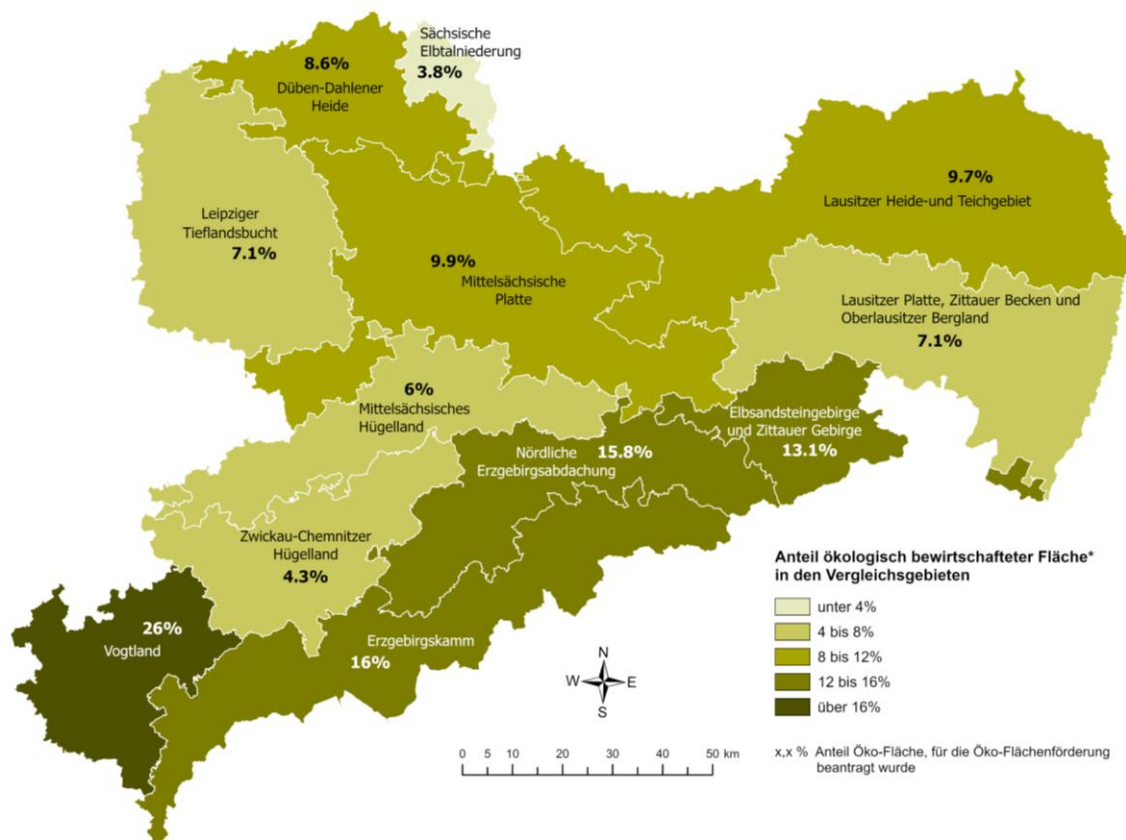 Sächsische
Elbtalniederung
3.8%
8.6%
Düben-Dahlener
Heide
9.7%
Lausitzer Heide-und Teichgebiet
Leipziger
Tieflandsbucht
7.1%
9.9%
Mittelsächsische
Platte
Lausitzer Platte, Zittauer Becken und
Oberlausitzer Bergland
7.1%
6%
Mittelsächsisches
Hügelland
Elbsandsteingebirge
und Zittauer Gebirge
13.1%
Nördliche 15.8%
Erzgebirgsabdachung
Zwickau-Chemnitzer
Hügelland
4.3%
26%
Vogtland
Erzgebirgskamm
16%
N
W E
S
0 10 20 30 40 50 km
Anteil ökologisch bewirtschafteter Fläche*
in den Vergleichsgebieten
unter 4%
4 bis 8%
8 bis 12%
12 bis 16%
über 16%
x,x % Anteil Öko-Fläche, für die Öko-Flächenförderung
beantragt wurde